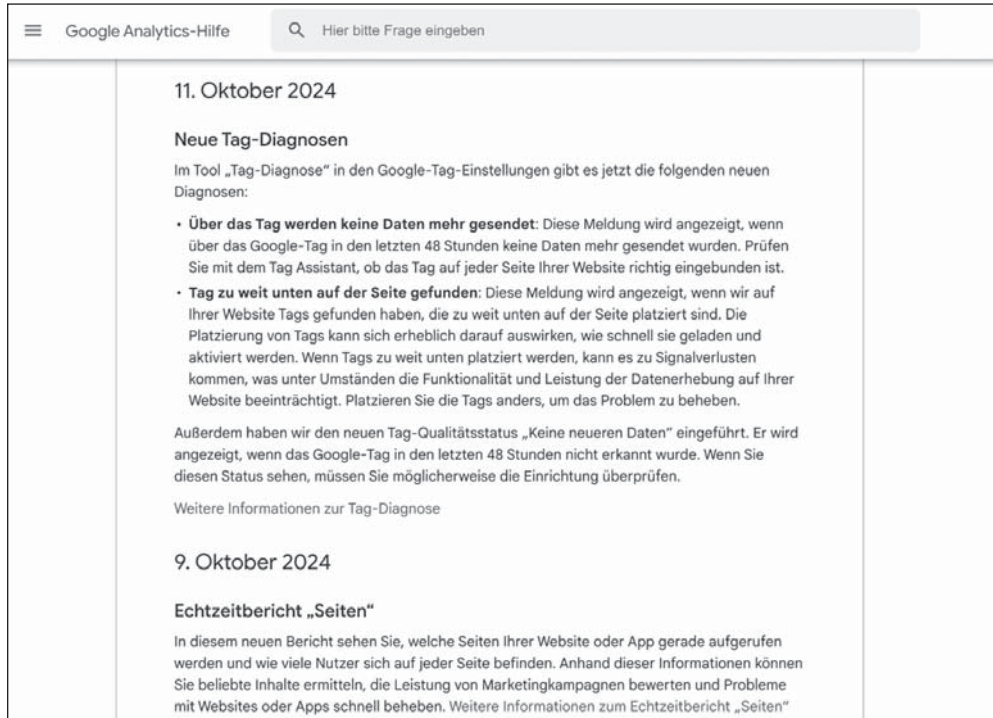 Google Analytics-Hilfe
Hier bitte Frage eingeben
11. Oktober 2024
Neue Tag-Diagnosen
Im Tool „Tag-Diagnose“ in den Google-Tag-Einstellungen gibt es jetzt die folgenden neuen
Diagnosen:
• Über das Tag werden keine Daten mehr gesendet: Diese Meldung wird angezeigt, wenn
über das Google-Tag in den letzten 48 Stunden keine Daten mehr gesendet wurden. Prüfen
Sie mit dem Tag Assistant, ob das Tag auf jeder Seite Ihrer Website richtig eingebunden ist.
• Tag zu weit unten auf der Seite gefunden: Diese Meldung wird angezeigt, wenn wir auf
Ihrer Website Tags gefunden haben, die zu weit unten auf der Seite platziert sind. Die
Platzierung von Tags kann sich erheblich darauf auswirken, wie schnell sie geladen und
aktiviert werden. Wenn Tags zu weit unten platziert werden, kann es zu Signalverlusten
kommen, was unter Umständen die Funktionalität und Leistung der Datenerhebung auf Ihrer
Website beeinträchtigt. Platzieren Sie die Tags anders, um das Problem zu beheben.
Außerdem haben wir den neuen Tag-Qualitätsstatus „Keine neueren Daten“ eingeführt. Er wird
angezeigt, wenn das Google-Tag in den letzten 48 Stunden nicht erkannt wurde. Wenn Sie
diesen Status sehen, müssen Sie möglicherweise die Einrichtung überprüfen.
Weitere Informationen zur Tag-Diagnose
9. Oktober 2024
Echtzeitbericht „Seiten“
In diesem neuen Bericht sehen Sie, welche Seiten Ihrer Website oder App gerade aufgerufen
werden und wie viele Nutzer sich auf jeder Seite befinden. Anhand dieser Informationen können
Sie beliebte Inhalte ermitteln, die Leistung von Marketingkampagnen bewerten und Probleme
mit Websites oder Apps schnell beheben. Weitere Informationen zum Echtzeitbericht „Seiten“